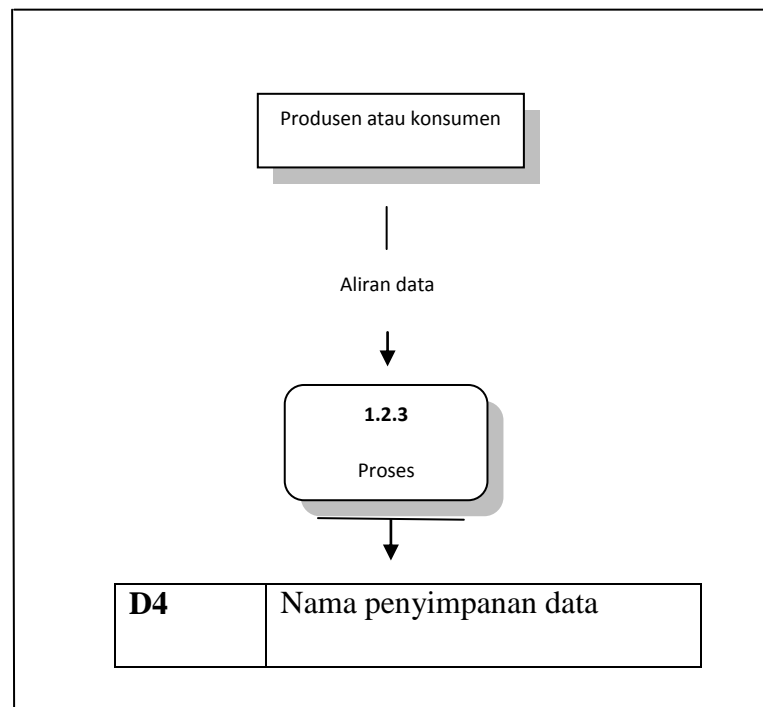 Produsen atau konsumen
Aliran data
1.2.3
Proses
D4 Nama penyimpanan data